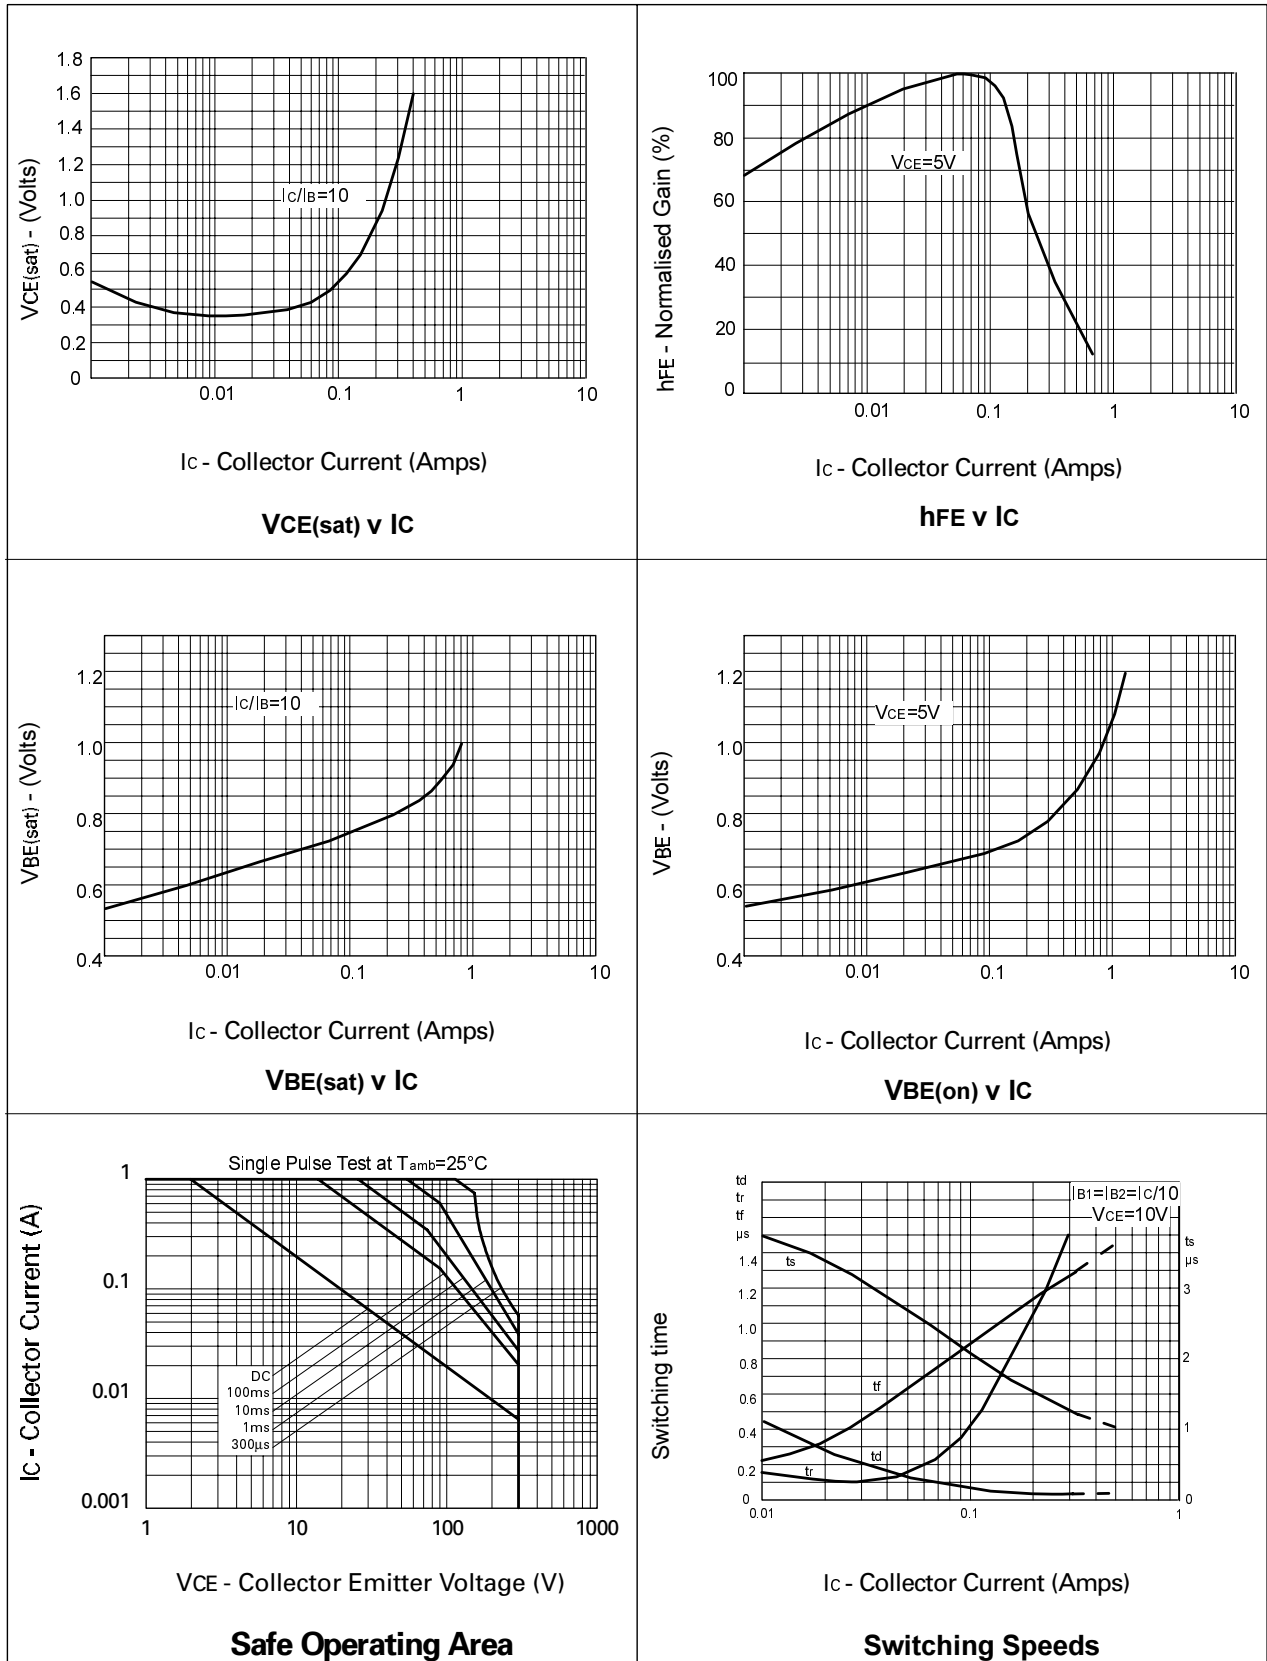 1.8
1.6
1.4
1.2
1.0
0.8
0.6
0.4
0.2
0
VCE(sat) - (Volts)
IC/IB=10
0.01 0.1 1 10
IC - Collector Current (Amps)
VCE(sat) v IC
100
80
60
40
20
0
hFE - Normalised Gain (%)
VCE=5V
0.01 0.1 1 10
IC - Collector Current (Amps)
hFE v IC
1.2
1.0
0.8
0.6
0.4
VBE(sat) - (Volts)
IC/IB=10
0.01 0.1 1 10
IC - Collector Current (Amps)
VBE(sat) v IC
1.2
1.0
0.8
0.6
0.4
VBE - (Volts)
VCE=5V
0.01 0.1 1 10
IC - Collector Current (Amps)
VBE(on) v IC
Single Pulse Test at Tamb=25°C
1
0.1
0.01
0.001
IC - Collector Current (A)
DC
100ms
10ms
1ms
300µs
1 10 100 1000
VCE - Collector Emitter Voltage (V)
Safe Operating Area
td
tr
tf
µs
1.4
1.2
1.0
0.8
0.6
0.4
0.2
0
Switching time
IB1=IB2=IC/10
VCE=10V
ts
µs
3
2
1
0
ts
tf
td
tr
0.01 0.1 1
IC - Collector Current (Amps)
Switching Speeds